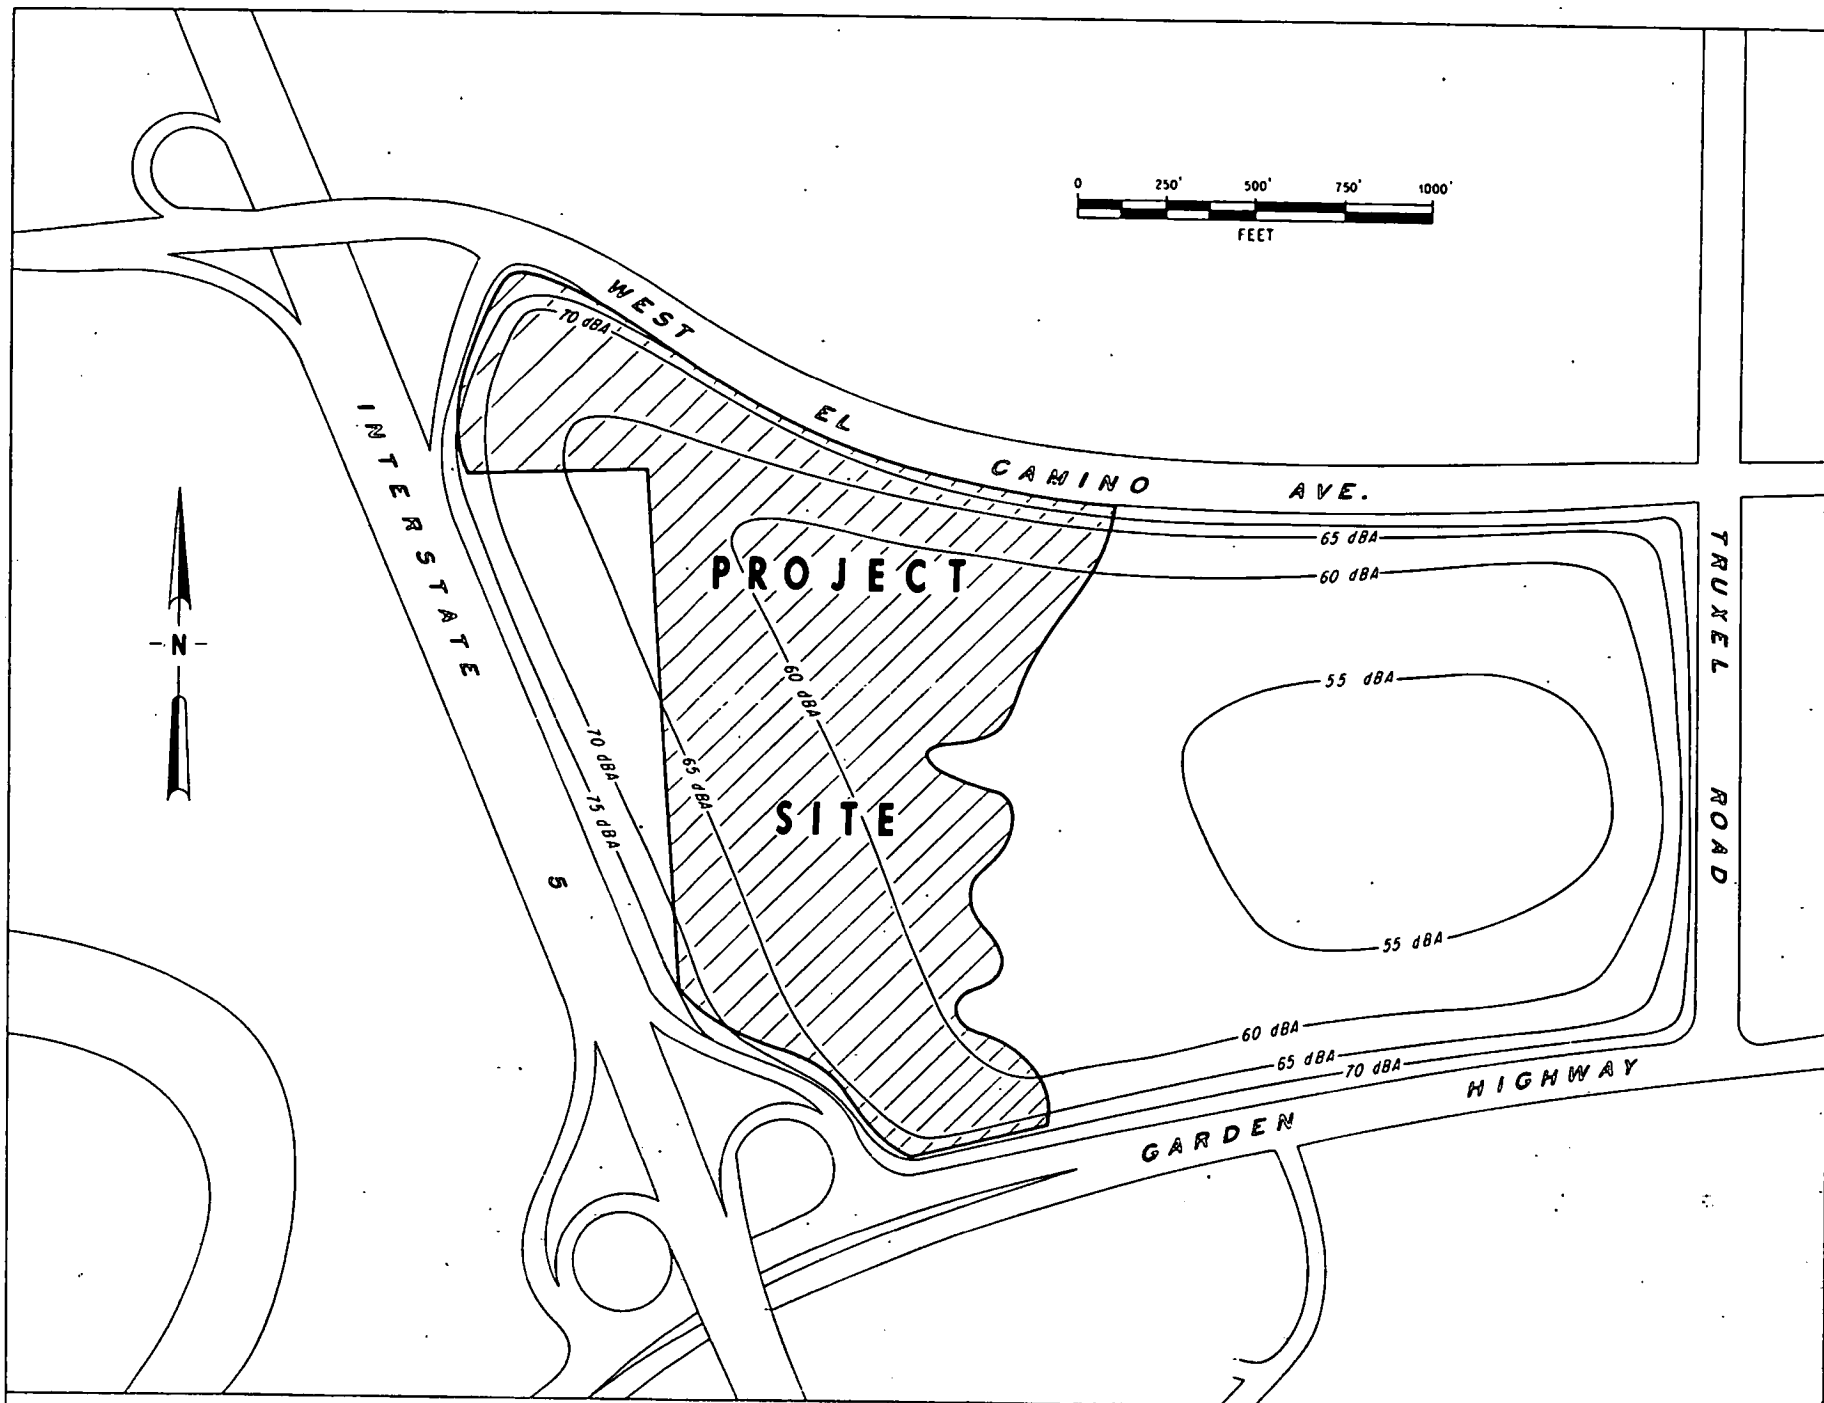 0 250' 500' 750' 1000'
FEET
WEST EL CAMINO AVE.
70 dBA
INTERSTATE 5
65 dBA
60 dBA
TRUXEL ROAD
PROJECT
SITE
-N-
60 dBA
55 dBA
70 dBA
65 dBA
75 dBA
55 dBA
60 dBA
65 dBA
70 dBA
GARDEN HIGHWAY